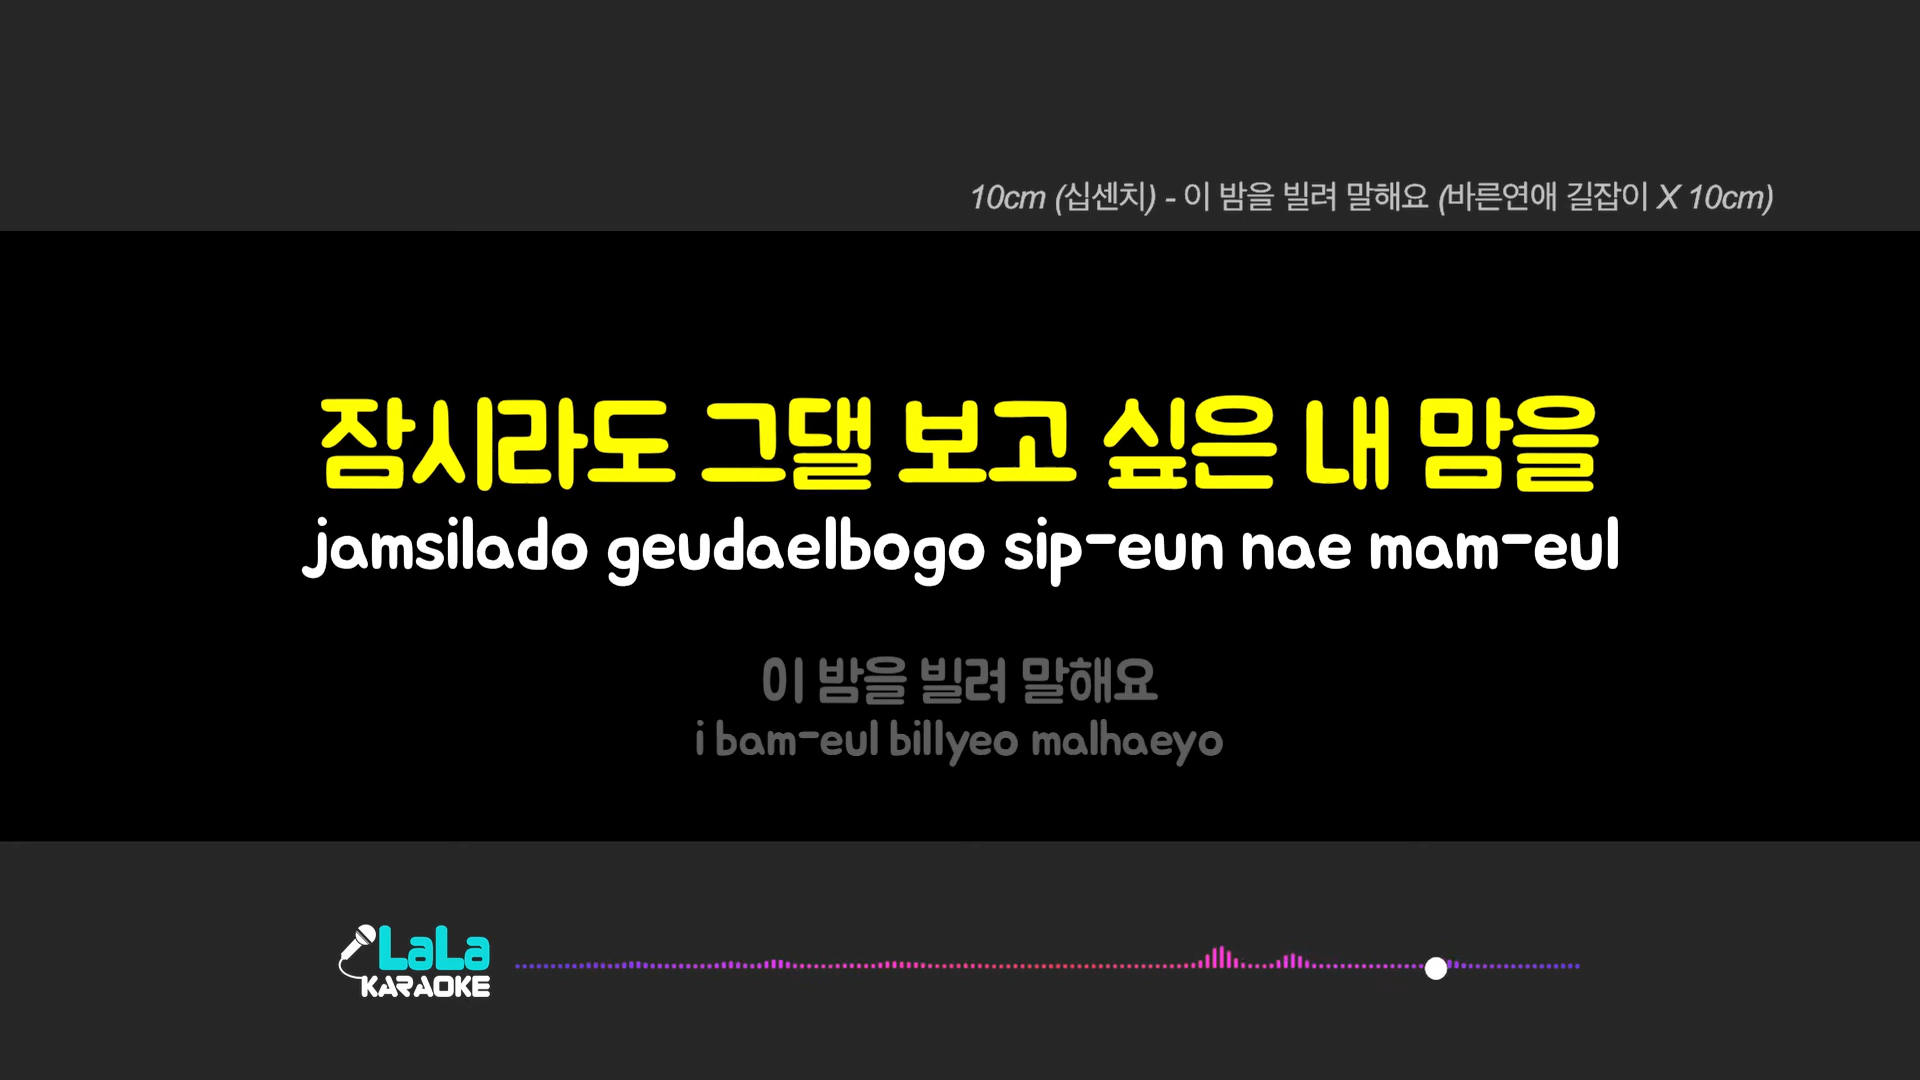 10cm (십센치) - 이 밤을 빌려 말해요 (바른연애 길잡이 X 10cm)
잠시라도 그댈 보고 싶은 내 맘을
jamsilado geudaelbogo sip-eun nae mam-eul
이 밤을 빌려 말해요
i bam-eul billyeo malhaeyo
LaLa
KARAOKE